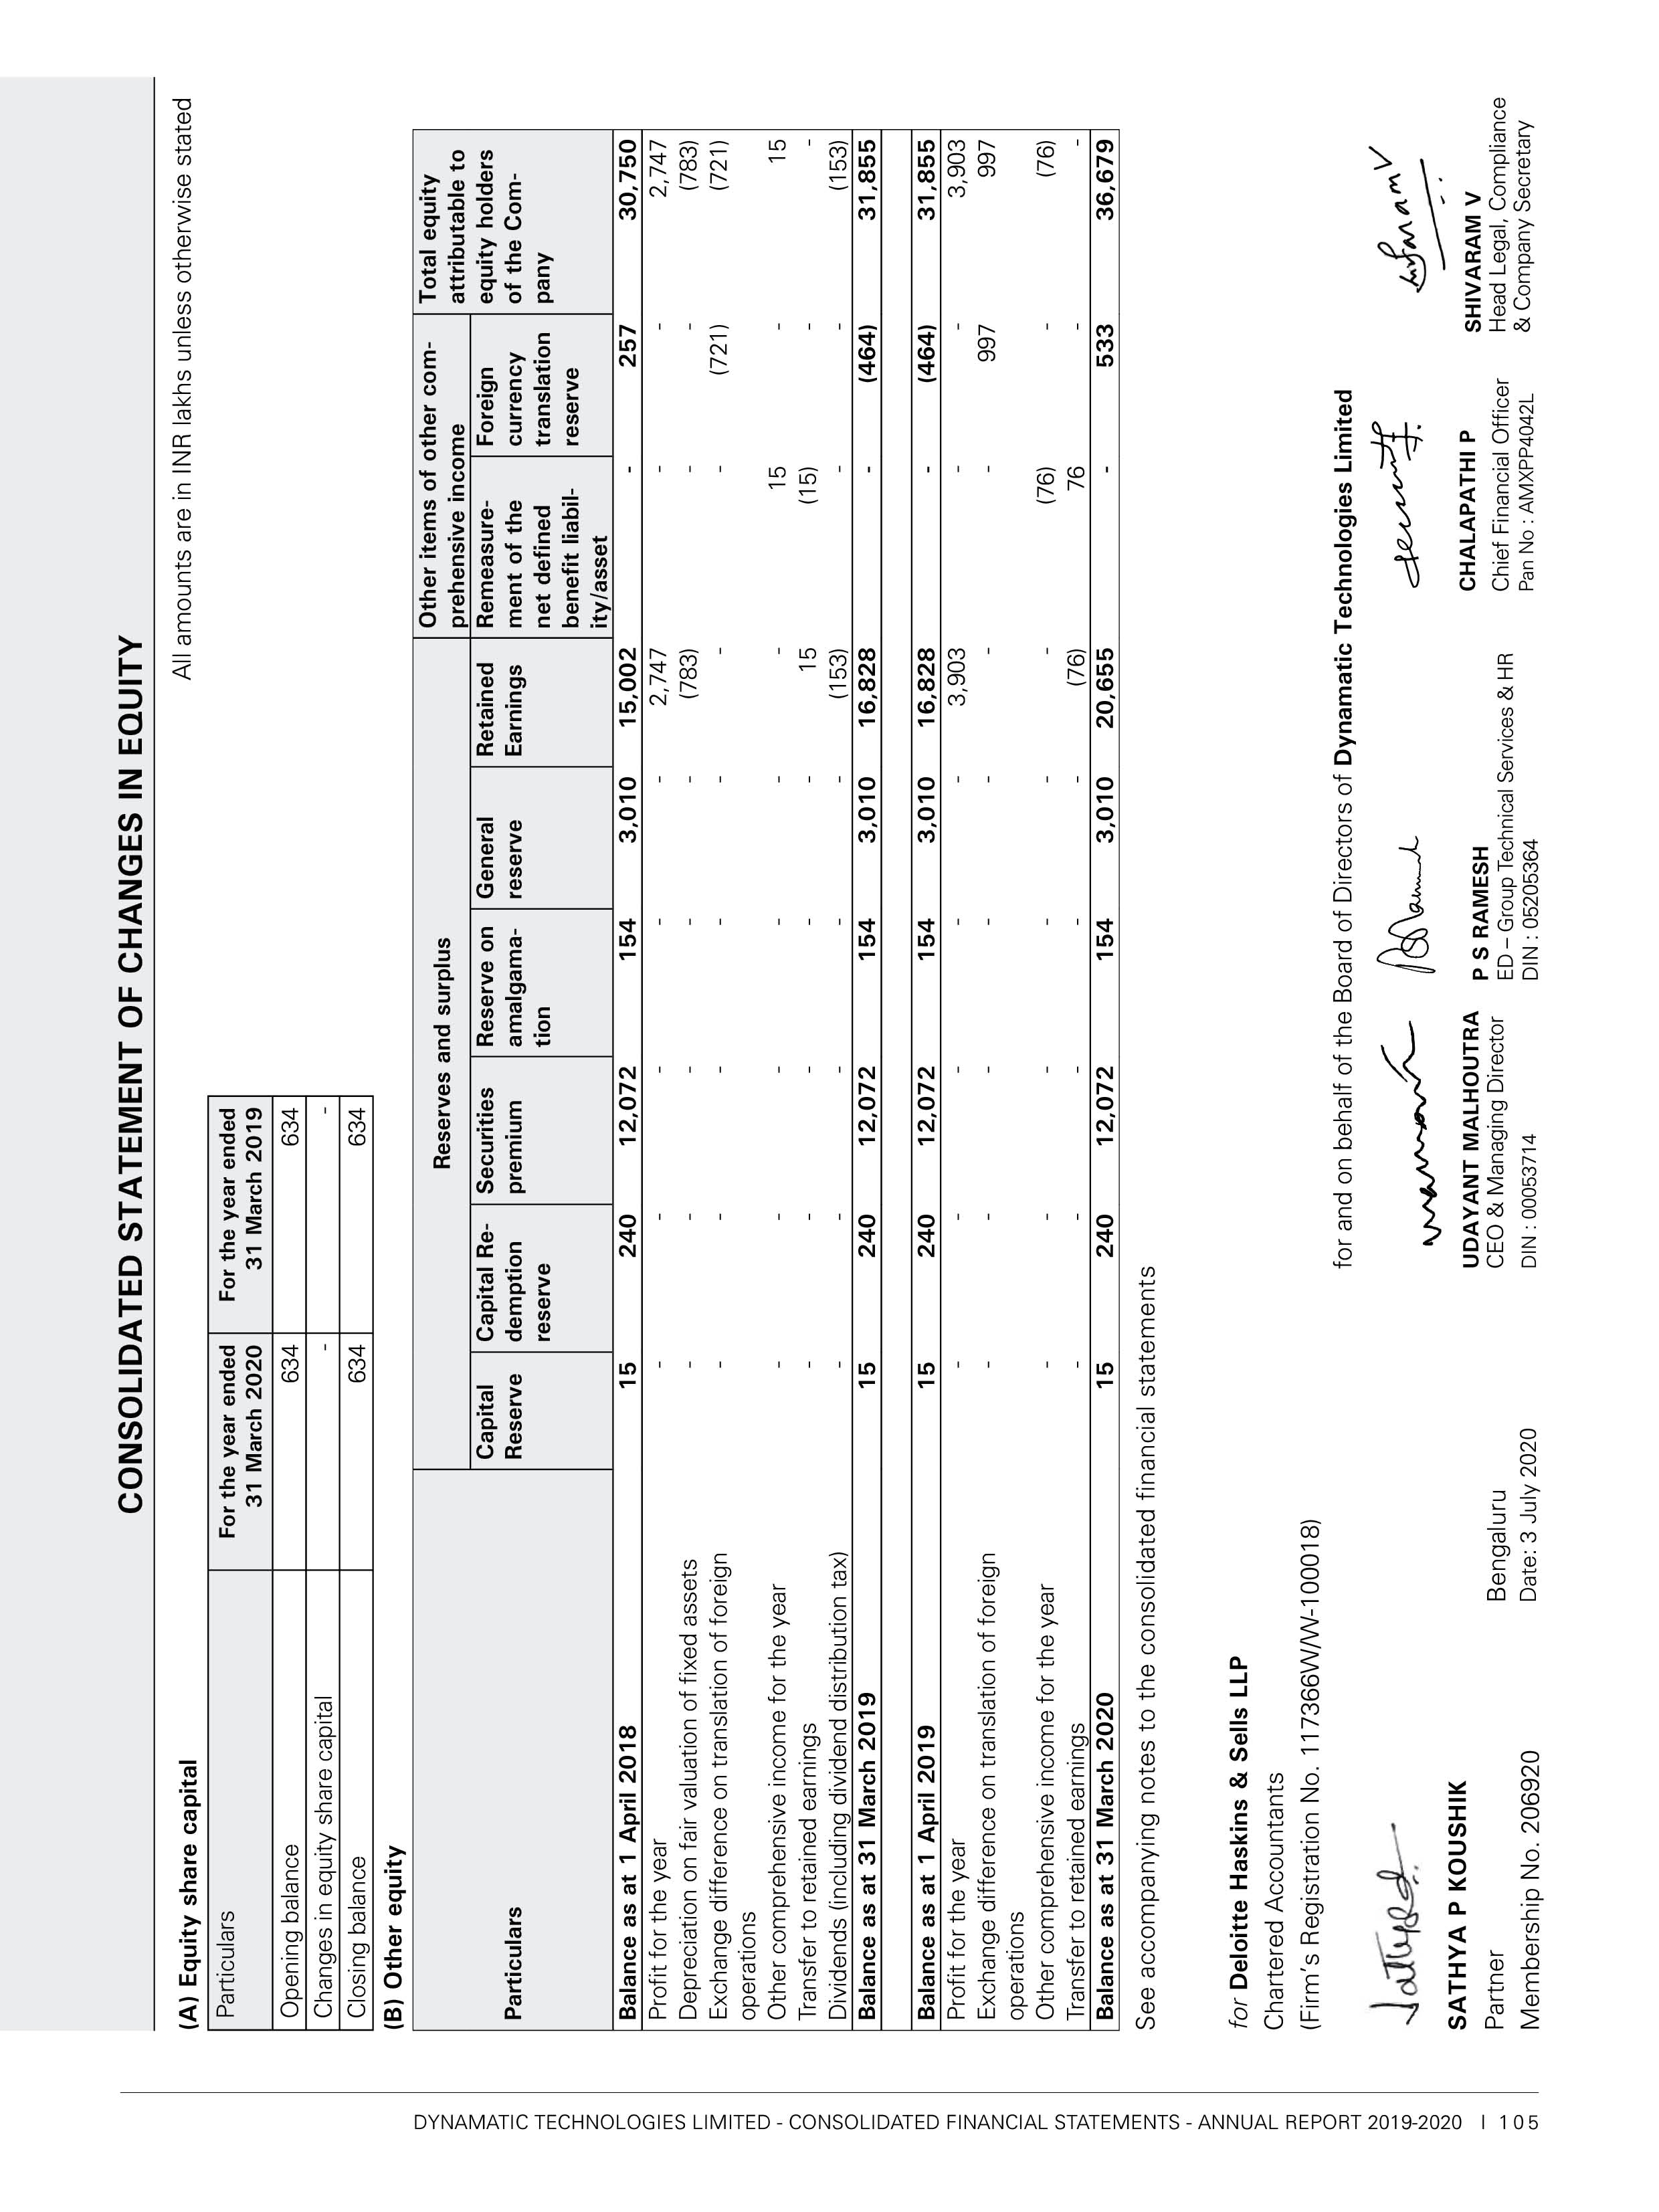 CONSOLIDATED STATEMENT OF CHANGES IN EQUITY
All amounts are in INR lakhs unless otherwise stated
(A) Equity share capital
Particulars For the year ended 31 March 2020 For the year ended 31 March 2019
Opening balance 634 634
Changes in equity share capital - -
Closing balance 634 634
(B) Other equity
Particulars Reserves and surplus Other items of other com-prehensive income Total equity attributable to equity holders of the Com-pany
Capital Reserve Capital Re-demption reserve Securities premium Reserve on amalgama-tion General reserve Retained Earnings Remeasure-ment of the net defined benefit liabil-ity/asset Foreign currency translation reserve
Balance as at 1 April 2018 15 240 12,072 154 3,010 15,002 - 257 30,750
Profit for the year - - - - - 2,747 - - 2,747
Depreciation on fair valuation of fixed assets - - - - - (783) - - (783)
Exchange difference on translation of foreign - - - - - - - (721) (721)
operations
Other comprehensive income for the year - - - - - - 15 - 15
Transfer to retained earnings - - - - - 15 (15) - -
Dividends (including dividend distribution tax) - - - - - (153) - - (153)
Balance as at 31 March 2019 15 240 12,072 154 3,010 16,828 - (464) 31,855
Balance as at 1 April 2019 15 240 12,072 154 3,010 16,828 - (464) 31,855
Profit for the year - - - - - 3,903 - - 3,903
Exchange difference on translation of foreign - - - - - - - 997 997
operations
Other comprehensive income for the year - - - - - - (76) - (76)
Transfer to retained earnings - - - - - (76) 76 - -
Balance as at 31 March 2020 15 240 12,072 154 3,010 20,655 - 533 36,679
See accompanying notes to the consolidated financial statements
for Deloitte Haskins & Sells LLP
Chartered Accountants
(Firm's Registration No. 117366W/W-100018)
for and on behalf of the Board of Directors of Dynamatic Technologies Limited
SATHYA P KOUSHIK
Partner
Membership No. 206920
Bengaluru
Date: 3 July 2020
UDAYANT MALHOUTRA
CEO & Managing Director
DIN : 00053714
P S RAMESH
ED – Group Technical Services & HR
DIN : 05205364
CHALAPATHI P
Chief Financial Officer
Pan No : AMXPP4042L
SHIVARAM V
Head Legal, Compliance
& Company Secretary
DYNAMATIC TECHNOLOGIES LIMITED - CONSOLIDATED FINANCIAL STATEMENTS - ANNUAL REPORT 2019-2020 I 105